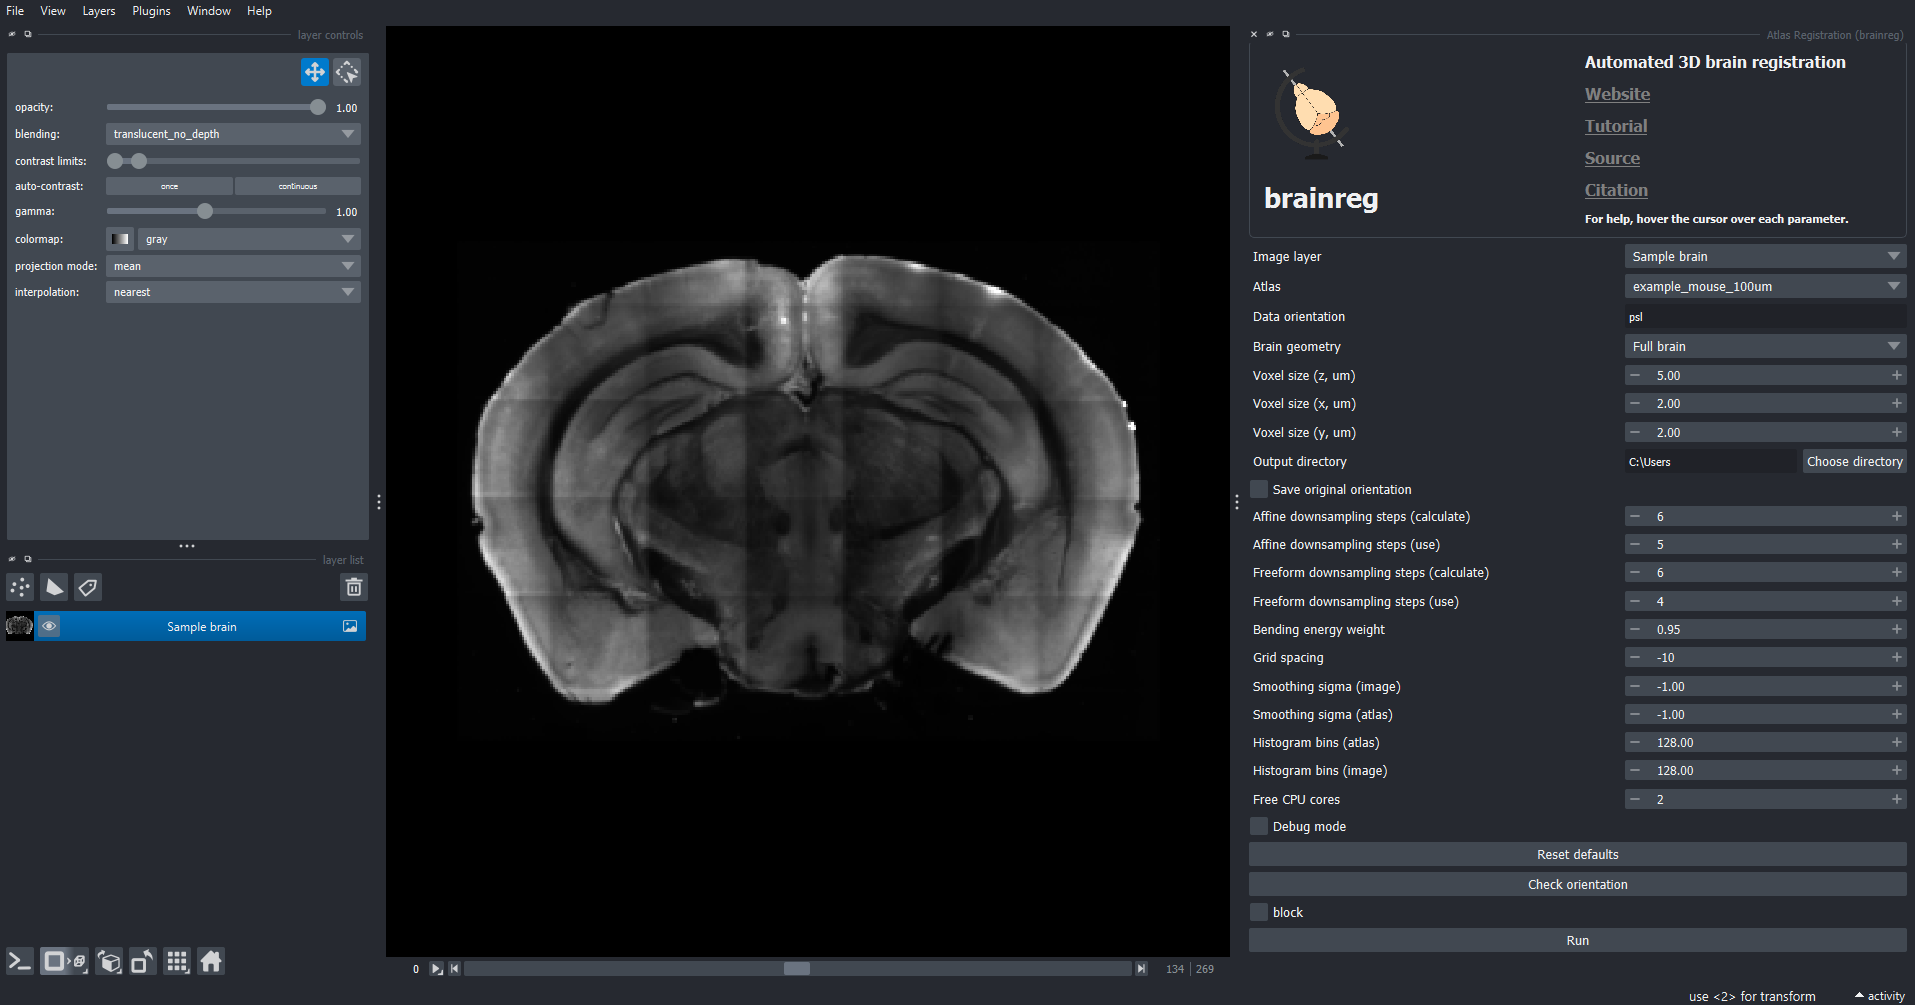 File View Layers Plugins Window Help
layer controls
opacity: 1.00
blending: translucent_no_depth
contrast limits:
auto-contrast: once continuous
gamma: 1.00
colormap: gray
projection mode: mean
interpolation: nearest
layer list
Sample brain
0 134 269
Atlas Registration (brainreg)
brainreg
Automated 3D brain registration
Website
Tutorial
Source
Citation
For help, hover the cursor over each parameter.
Image layer Sample brain
Atlas example_mouse_100um
Data orientation psl
Brain geometry Full brain
Voxel size (z, um) 5.00
Voxel size (x, um) 2.00
Voxel size (y, um) 2.00
Output directory C:\Users Choose directory
Save original orientation
Affine downsampling steps (calculate) 6
Affine downsampling steps (use) 5
Freeform downsampling steps (calculate) 6
Freeform downsampling steps (use) 4
Bending energy weight 0.95
Grid spacing -10
Smoothing sigma (image) -1.00
Smoothing sigma (atlas) -1.00
Histogram bins (atlas) 128.00
Histogram bins (image) 128.00
Free CPU cores 2
Debug mode
Reset defaults
Check orientation
block
Run
use <2> for transform activity